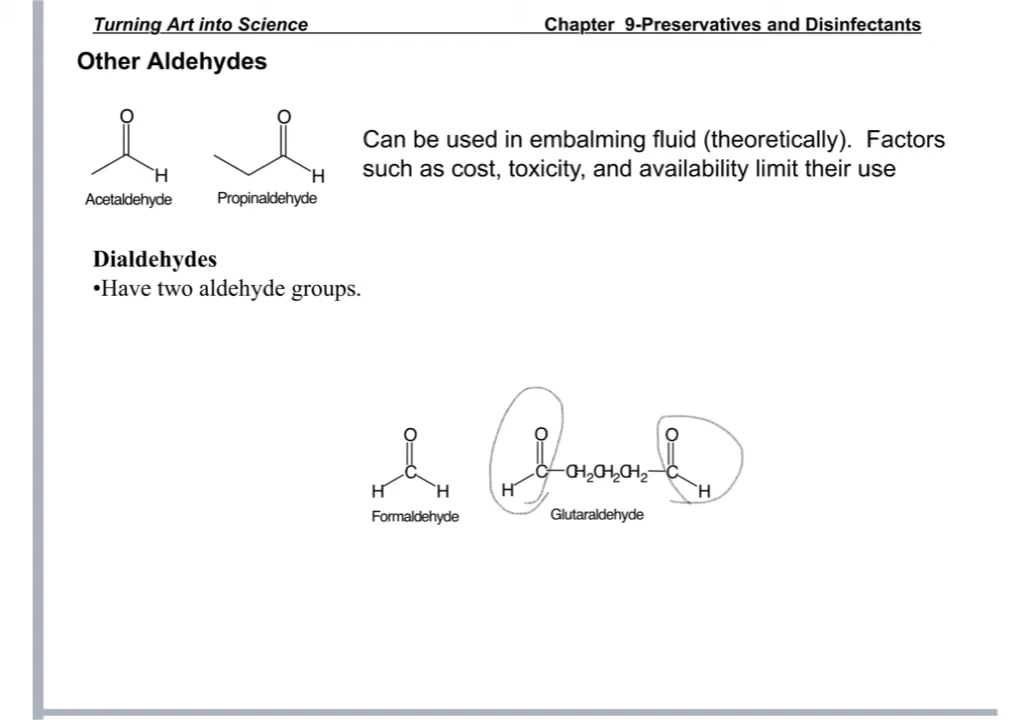 Turning Art into Science Chapter 9-Preservatives and Disinfectants
Other Aldehydes
O O
H H
Acetaldehyde Propinaldehyde
Can be used in embalming fluid (theoretically). Factors
such as cost, toxicity, and availability limit their use
Dialdehydes
•Have two aldehyde groups.
O O O
C C—CH₂CH₂CH₂—C
H H H H
Formaldehyde Glutaraldehyde